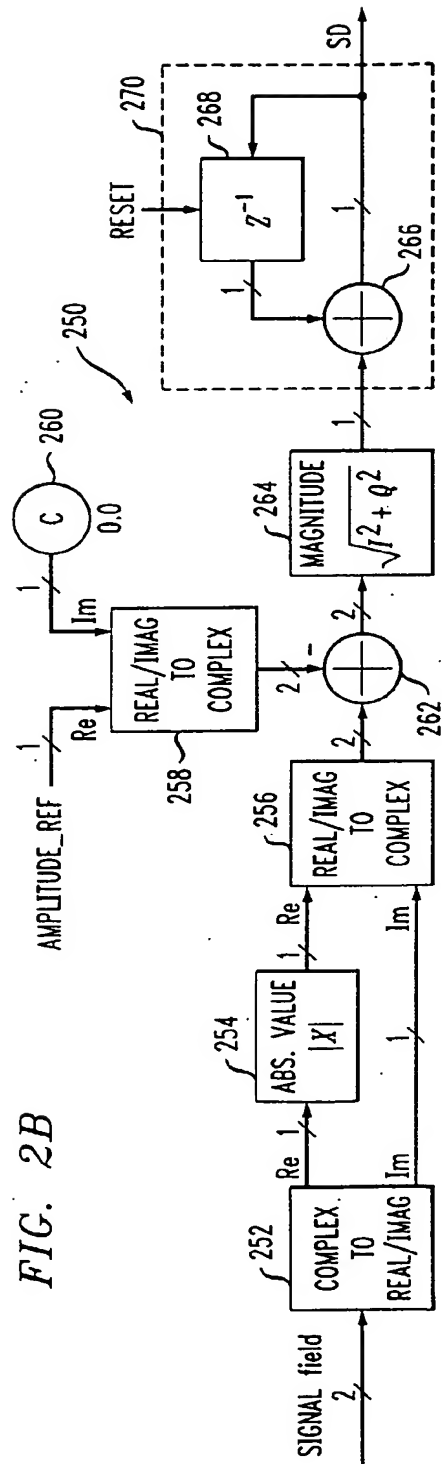 FIG. 2B
SIGNAL field
2
252
COMPLEX
TO
REAL/IMAG
Re
1
Im
254
ABS. VALUE
|X|
1
Re
1
Im
256
REAL/IMAG
TO
COMPLEX
2
AMPLITUDE_REF
1
Re
1
Im
260
C
0.0
258
REAL/IMAG
TO
COMPLEX
2
-
262
2
264
MAGNITUDE
√I² + Q²
1
250
RESET
270
268
Z⁻¹
1
266
1
SD